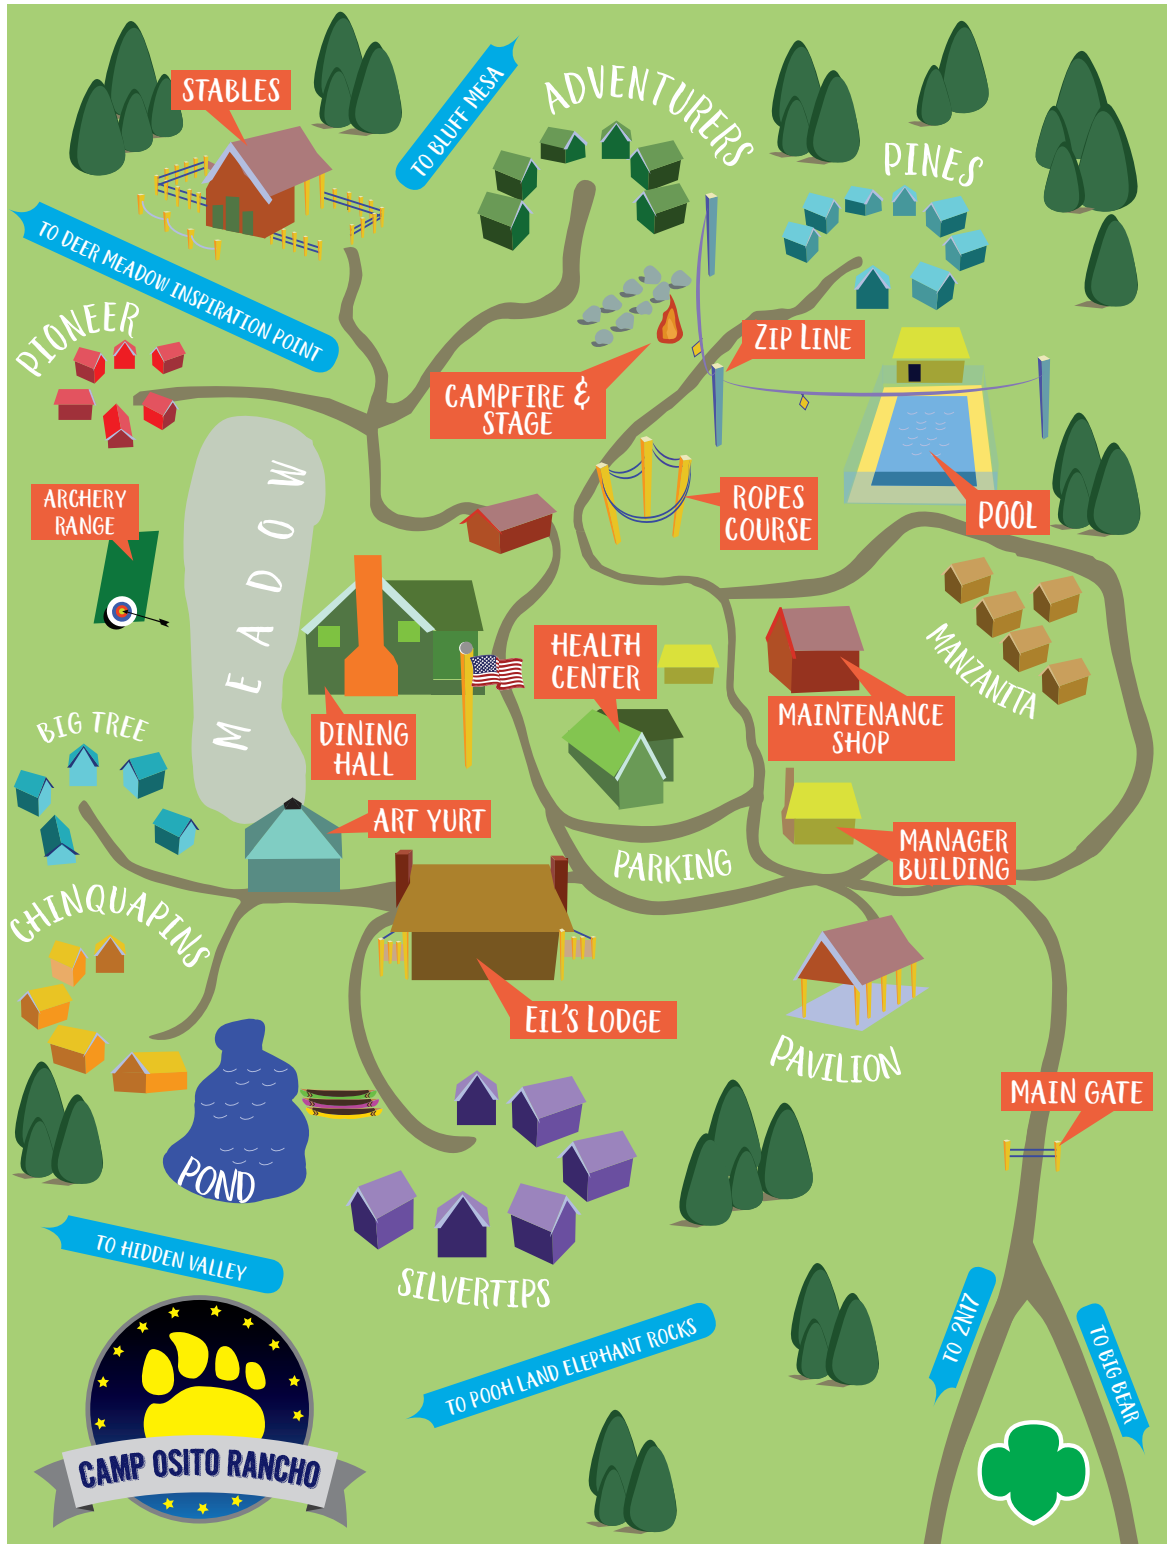 STABLES
TO BLUFF MESA
ADVENTURERS
PINES
TO DEER MEADOW INSPIRATION POINT
PIONEER
ZIP LINE
CAMPFIRE &
STAGE
ARCHERY
RANGE
MEADOW
ROPES
COURSE
POOL
HEALTH
CENTER
MANZANITA
MAINTENANCE
SHOP
BIG TREE
DINING
HALL
ART YURT
PARKING
MANAGER
BUILDING
CHINQUAPINS
EIL'S LODGE
PAVILION
MAIN GATE
POND
TO HIDDEN VALLEY
SILVERTIPS
TO POOH LAND ELEPHANT ROCKS
TO 2N17
TO BIG BEAR
CAMP OSITO RANCHO